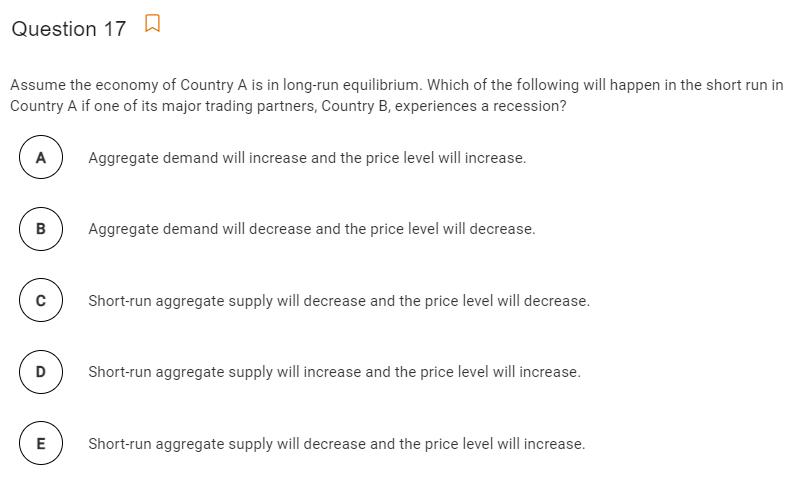 Question 17
Assume the economy of Country A is in long-run equilibrium. Which of the following will happen in the short run in
Country A if one of its major trading partners, Country B, experiences a recession?
A Aggregate demand will increase and the price level will increase.
B Aggregate demand will decrease and the price level will decrease.
C Short-run aggregate supply will decrease and the price level will decrease.
D Short-run aggregate supply will increase and the price level will increase.
E Short-run aggregate supply will decrease and the price level will increase.